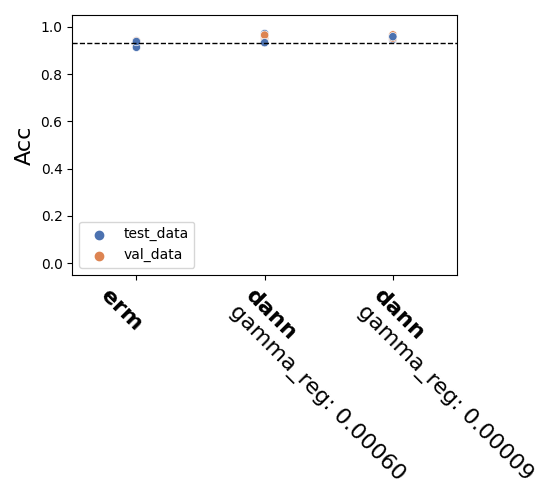 1.0
0.8
0.6
0.4
0.2
0.0
Acc
test_data
val_data
erm
dann
gamma_reg: 0.00060
dann
gamma_reg: 0.00009